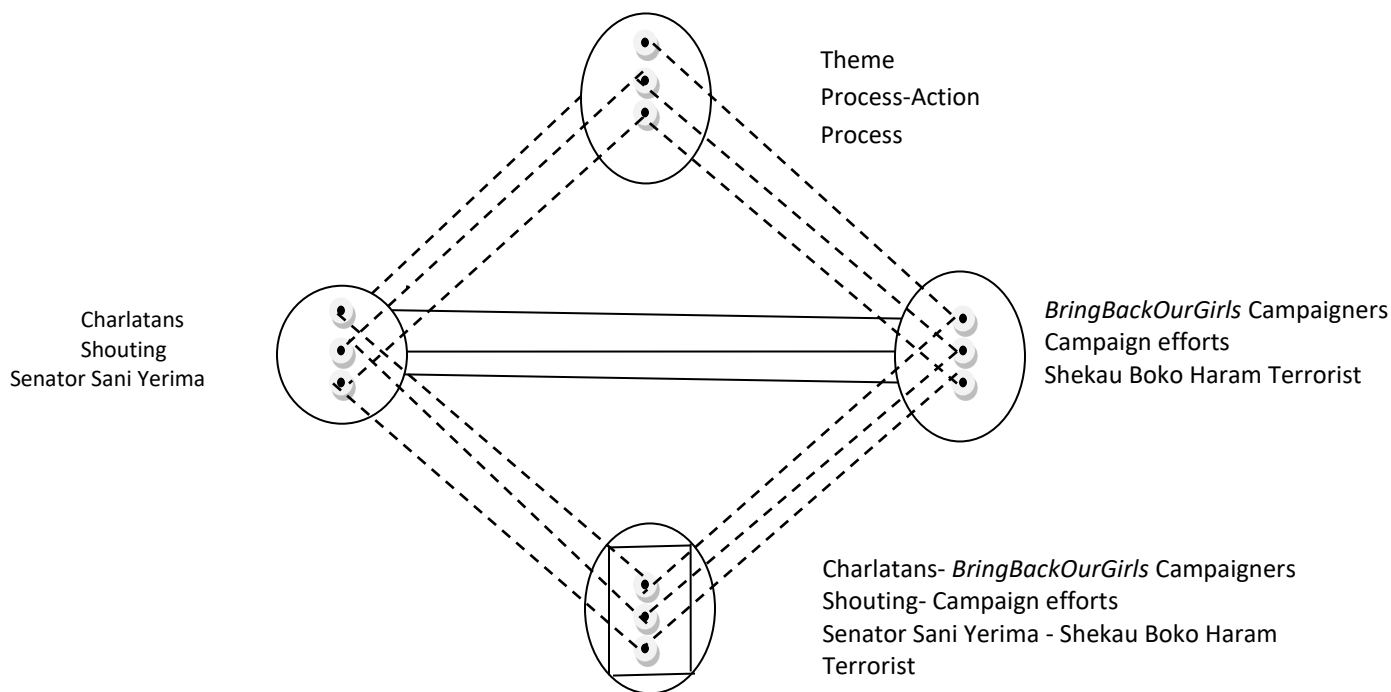 Theme
Process-Action
Process
Charlatans
Shouting
Senator Sani Yerima
BringBackOurGirls Campaigners
Campaign efforts
Shekau Boko Haram Terrorist
Charlatans- BringBackOurGirls Campaigners
Shouting- Campaign efforts
Senator Sani Yerima - Shekau Boko Haram
Terrorist